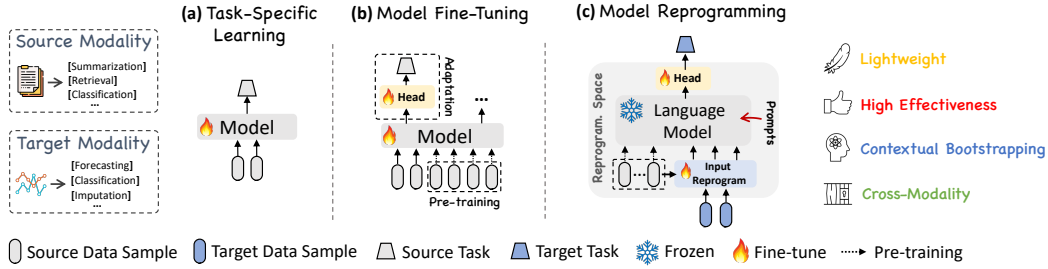 Source Modality
[Summarization]
[Retrieval]
[Classification]
...
Target Modality
[Forecasting]
[Classification]
[Imputation]
...
(a) Task-Specific
Learning
Model
(b) Model Fine-Tuning
Adaptation
Head
...
Model
Pre-training
(c) Model Reprogramming
Reprogram. Space
Head
Language
Model
Prompts
...
Input
Reprogram
Lightweight
High Effectiveness
Contextual Bootstrapping
Cross-Modality
Source Data Sample
Target Data Sample
Source Task
Target Task
Frozen
Fine-tune
Pre-training